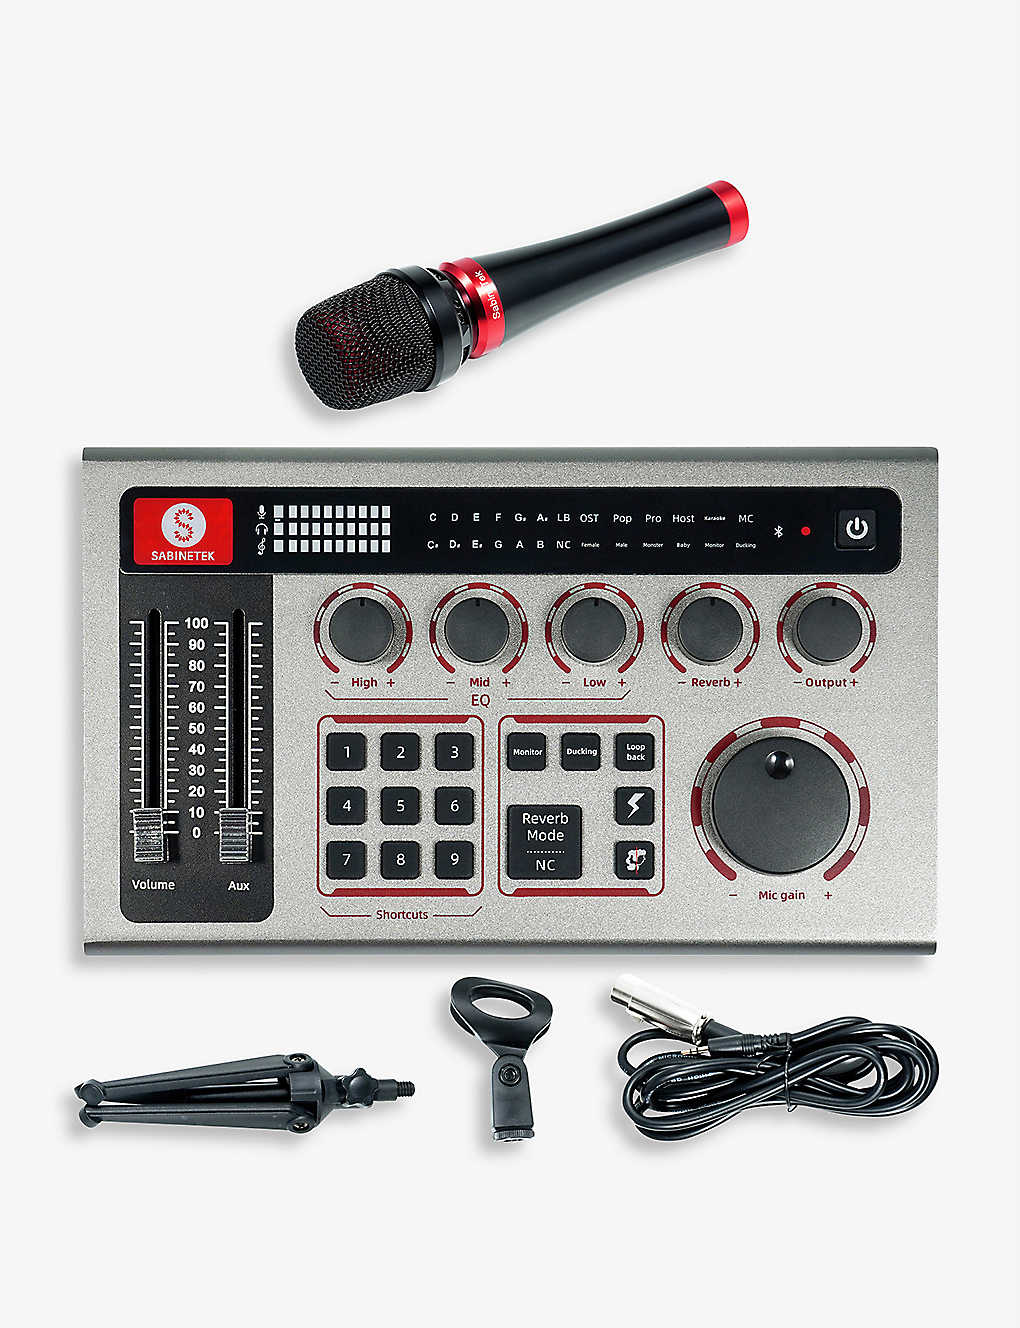 SabineTek
SABINETEK
C D E F G# A# LB OST Pop Pro Host Karaoke MC
C# D# E# G A B NC Female Male Monster Baby Monitor Ducking
100
90
80
70
60
50
40
30
20
10
0
Volume Aux
− High +
− Mid +
− Low +
− Reverb +
− Output +
EQ
1 2 3
4 5 6
7 8 9
Shortcuts
Monitor
Ducking
Loop
back
Reverb
Mode
NC
− Mic gain +